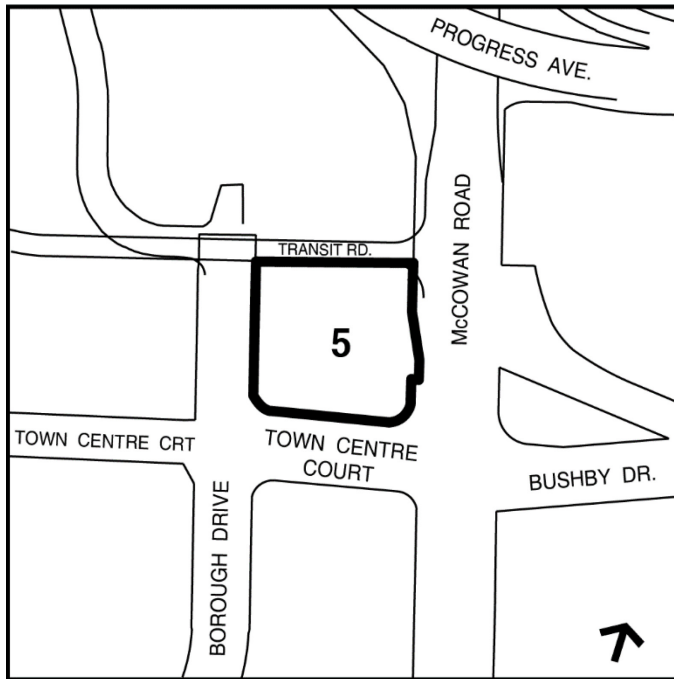 PROGRESS AVE.
McCOWAN ROAD
TRANSIT RD.
5
TOWN CENTRE CRT
TOWN CENTRE
COURT
BUSHBY DR.
BOROUGH DRIVE